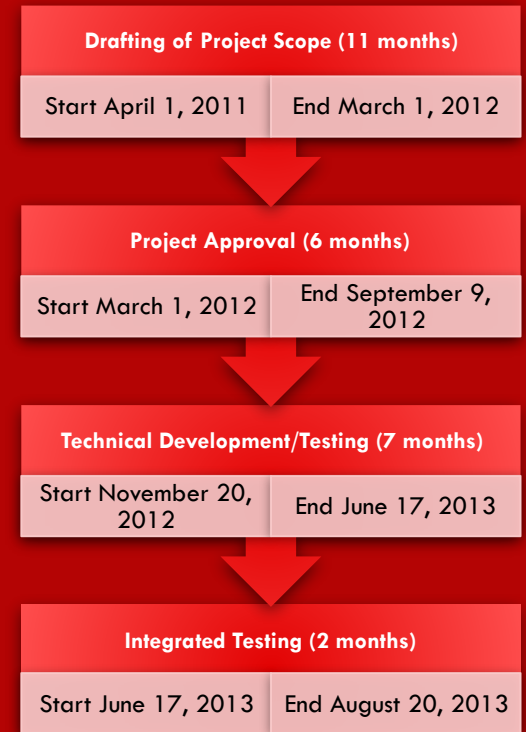 Drafting of Project Scope (11 months)
Start April 1, 2011
End March 1, 2012
Project Approval (6 months)
Start March 1, 2012
End September 9,
2012
Technical Development/Testing (7 months)
Start November 20,
2012
End June 17, 2013
Integrated Testing (2 months)
Start June 17, 2013
End August 20, 2013